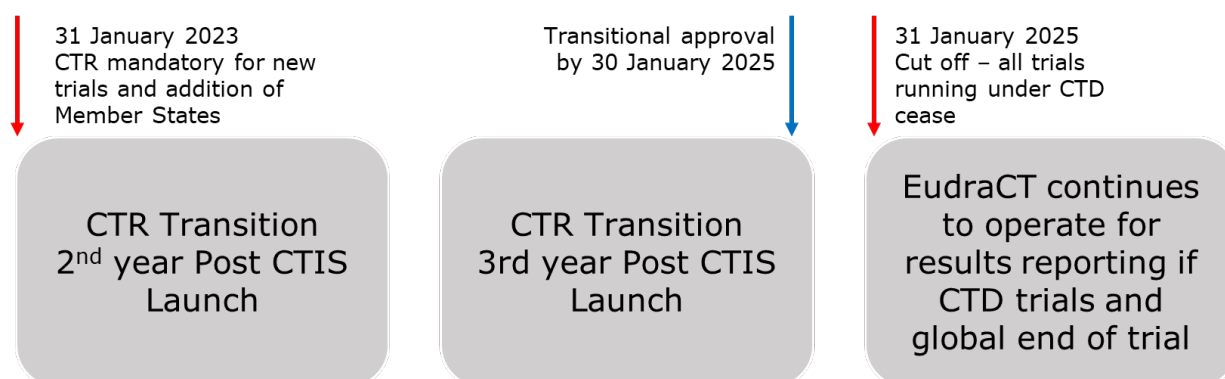 31 January 2023
CTR mandatory for new
trials and addition of
Member States
Transitional approval
by 30 January 2025
31 January 2025
Cut off – all trials
running under CTD
cease
CTR Transition
2nd year Post CTIS
Launch
CTR Transition
3rd year Post CTIS
Launch
EudraCT continues
to operate for
results reporting if
CTD trials and
global end of trial